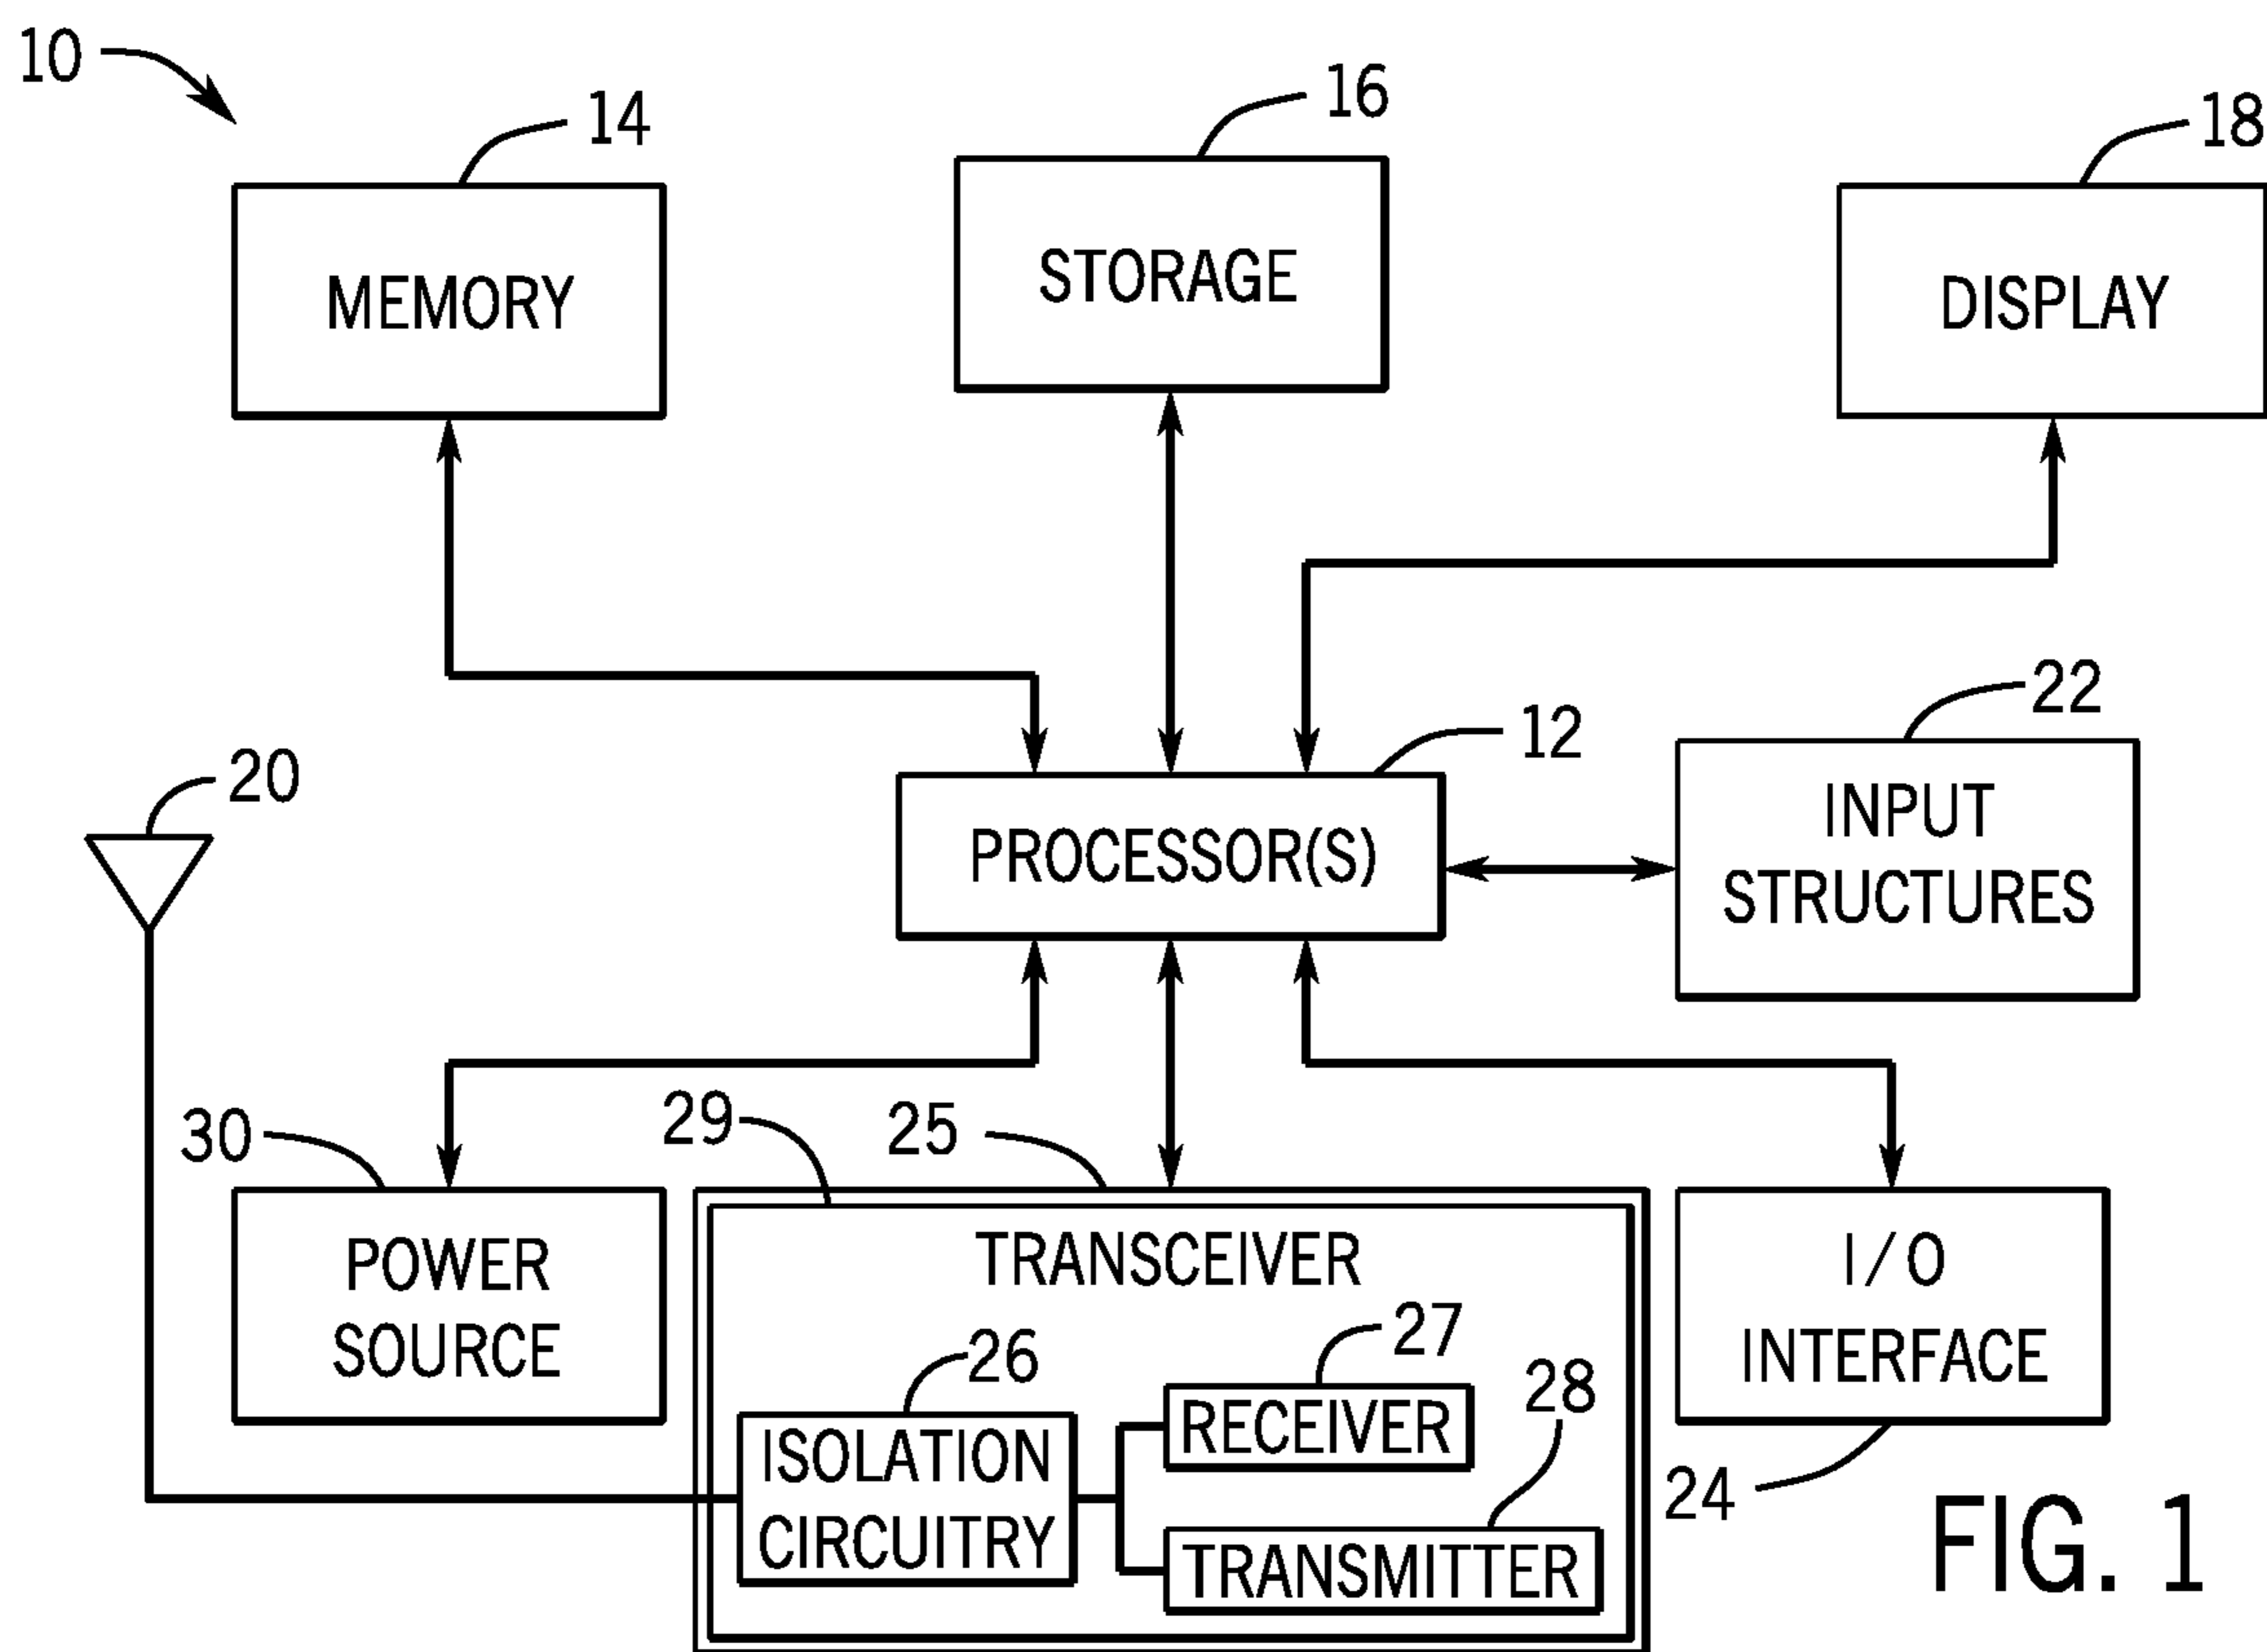 10
14
16
18
MEMORY
STORAGE
DISPLAY
20
12
22
PROCESSOR(S)
INPUT
STRUCTURES
30
29
25
POWER
SOURCE
TRANSCEIVER
I/O
INTERFACE
26
27
28
ISOLATION
CIRCUITRY
RECEIVER
TRANSMITTER
24
FIG. 1